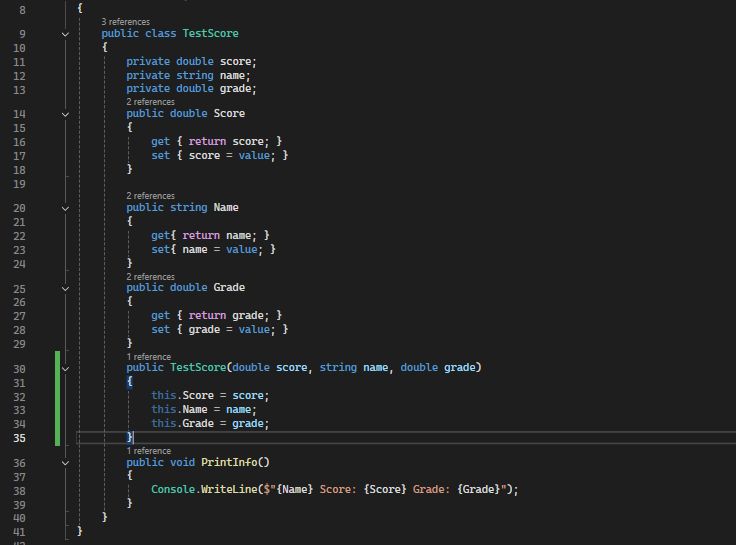 8 {
3 references
9 public class TestScore
10 {
11 private double score;
12 private string name;
13 private double grade;
2 references
14 public double Score
15 {
16 get { return score; }
17 set { score = value; }
18 }
19
2 references
20 public string Name
21 {
22 get{ return name; }
23 set{ name = value; }
24 }
2 references
25 public double Grade
26 {
27 get { return grade; }
28 set { grade = value; }
29 }
1 reference
30 public TestScore(double score, string name, double grade)
31 {
32 this.Score = score;
33 this.Name = name;
34 this.Grade = grade;
35 }
1 reference
36 public void PrintInfo()
37 {
38 Console.WriteLine($"{Name} Score: {Score} Grade: {Grade}");
39 }
40 }
41 }